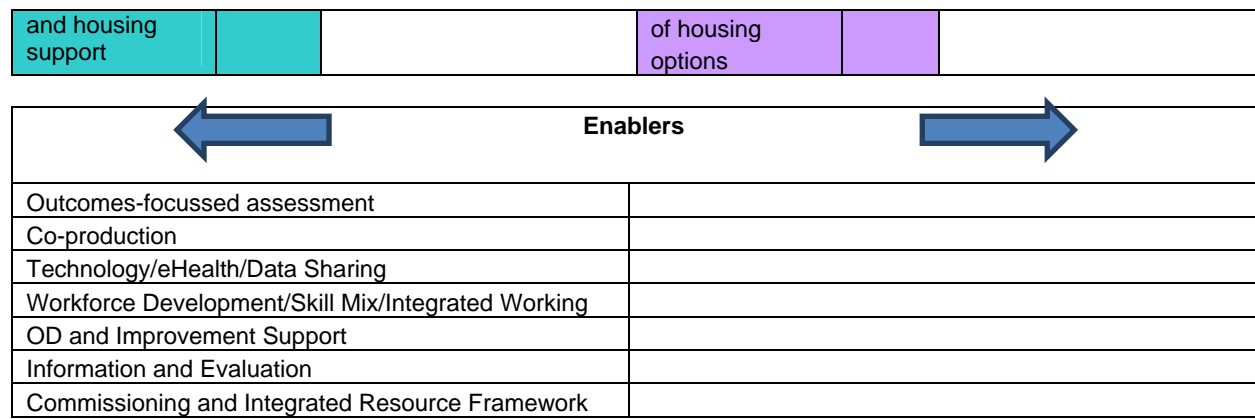 and housing
support
of housing
options
Enablers
Outcomes-focussed assessment
Co-production
Technology/eHealth/Data Sharing
Workforce Development/Skill Mix/Integrated Working
OD and Improvement Support
Information and Evaluation
Commissioning and Integrated Resource Framework